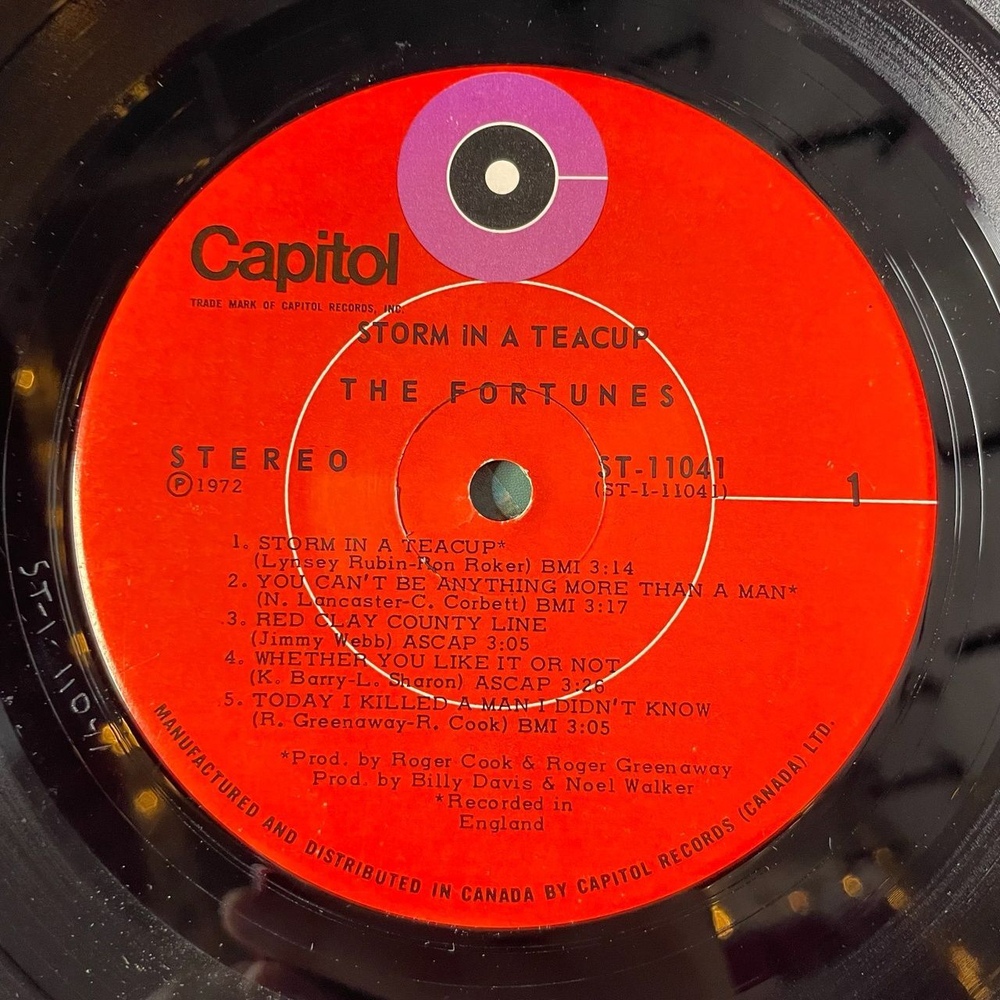 Capitol
TRADE MARK OF CAPITOL RECORDS, INC.
STORM iN A TEACUP
THE FORTUNES
STEREO
℗1972
ST-11041
(ST-1-11041)
1
1. STORM IN A TEACUP*
(Lynsey Rubin-Ron Roker) BMI 3:14
2. YOU CAN'T BE ANYTHING MORE THAN A MAN*
(N. Lancaster-C. Corbett) BMI 3:17
3. RED CLAY COUNTY LINE
(Jimmy Webb) ASCAP 3:05
4. WHETHER YOU LIKE IT OR NOT
(K. Barry-L. Sharon) ASCAP 3:26
5. TODAY I KILLED A MAN I DIDN'T KNOW
(R. Greenaway-R. Cook) BMI 3:05
*Prod. by Roger Cook & Roger Greenaway
Prod. by Billy Davis & Noel Walker
*Recorded in
England
MANUFACTURED AND DISTRIBUTED IN CANADA BY CAPITOL RECORDS (CANADA) LTD.
ST-1-11041